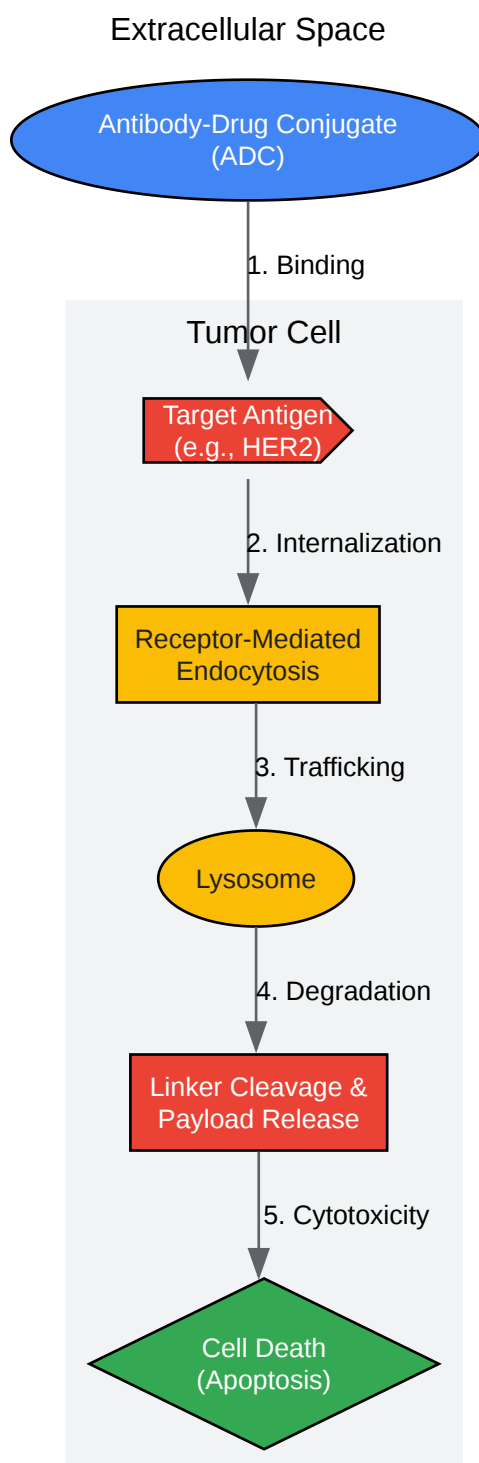 Extracellular Space
Antibody-Drug Conjugate
(ADC)
1. Binding
Tumor Cell
Target Antigen
(e.g., HER2)
2. Internalization
Receptor-Mediated
Endocytosis
3. Trafficking
Lysosome
4. Degradation
Linker Cleavage &
Payload Release
5. Cytotoxicity
Cell Death
(Apoptosis)